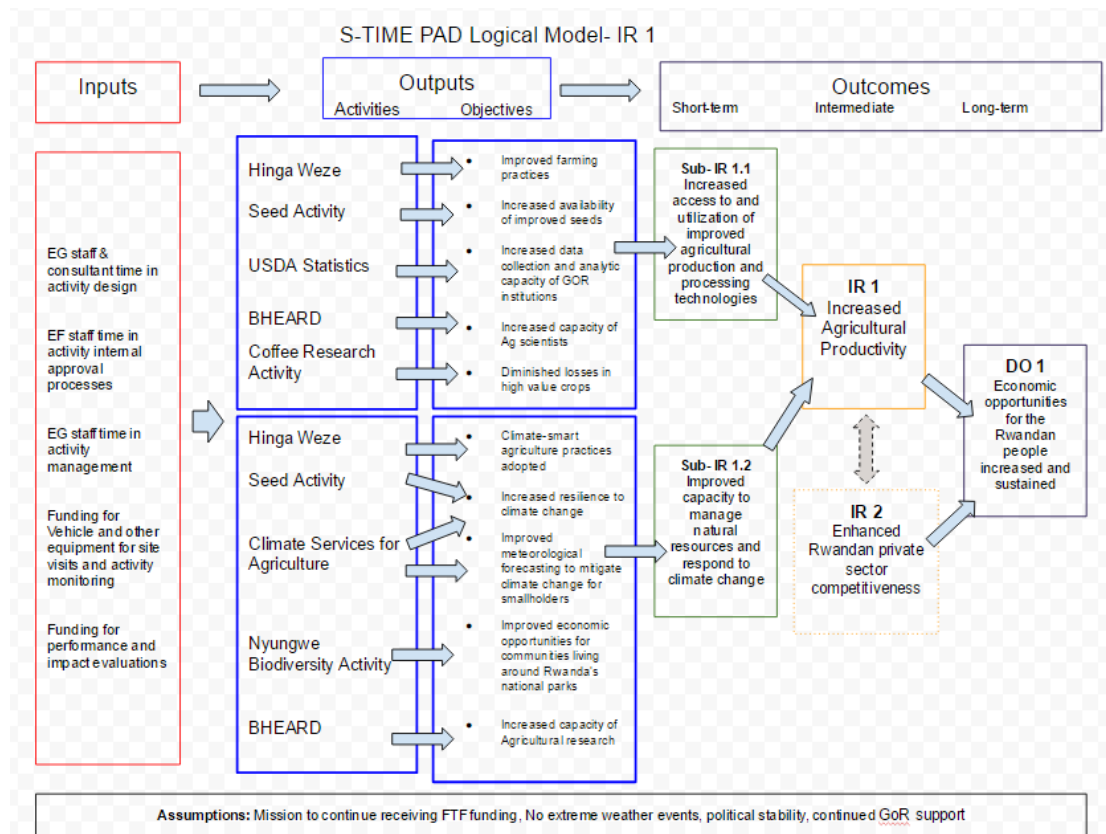 S-TIME PAD Logical Model- IR 1
Inputs
Outputs
Activities
Objectives
Outcomes
Short-term
Intermediate
Long-term
EG staff &
consultant time in
activity design
EF staff time in
activity internal
approval
processes
EG staff time in
activity
management
Funding for
Vehicle and other
equipment for site
visits and activity
monitoring
Funding for
performance and
impact evaluations
Hinga Weze
Seed Activity
USDA Statistics
BHEARD
Coffee Research
Activity
• Improved farming
practices
• Increased availability
of improved seeds
• Increased data
collection and analytic
capacity of GOR
institutions
• Increased capacity of
Ag scientists
• Diminished losses in
high value crops
Hinga Weze
Seed Activity
Climate Services for
Agriculture
Nyungwe
Biodiversity Activity
BHEARD
• Climate-smart
agriculture practices
adopted
• Increased resilience to
climate change
• Improved
meteorological
forecasting to mitigate
climate change for
smallholders
• Improved economic
opportunities for
communities living
around Rwanda's
national parks
• Increased capacity of
Agricultural research
Sub- IR 1.1
Increased
access to and
utilization of
improved
agricultural
production and
processing
technologies
Sub- IR 1.2
Improved
capacity to
manage
natural
resources and
respond to
climate change
IR 1
Increased
Agricultural
Productivity
IR 2
Enhanced
Rwandan private
sector
competitiveness
DO 1
Economic
opportunities
for the
Rwandan
people
increased and
sustained
Assumptions: Mission to continue receiving FTF funding, No extreme weather events, political stability, continued GoR support